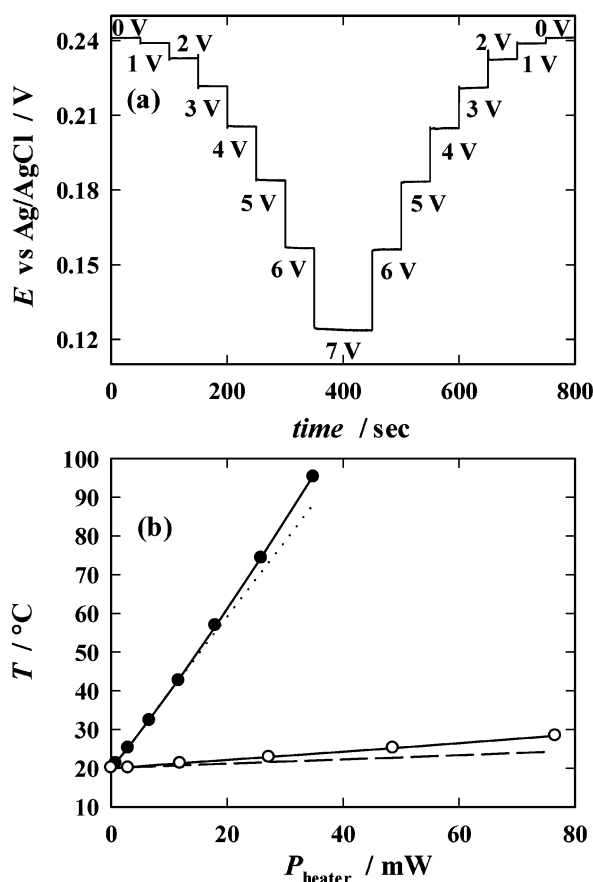 0 V 0 V
0.24
2 V 2 V
1 V 1 V
(a)
3 V 3 V
0.21
4 V 4 V
0.18
5 V 5 V
6 V 6 V
0.15
0.12
7 V
E vs Ag/AgCl / V
0 200 400 600 800
time / sec
100
90
80
70
60
50
40
30
20
10
(b)
T / °C
0 20 40 60 80
Pheater / mW